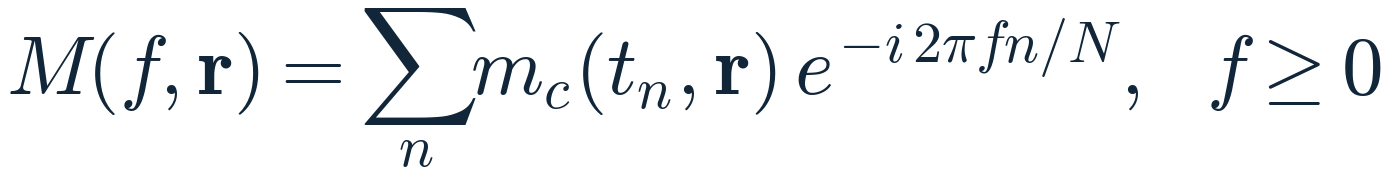 M(f, 𝐫) = ∑ₙ m_c(tₙ, 𝐫) e^{−i 2πfn/N},  f ≥ 0